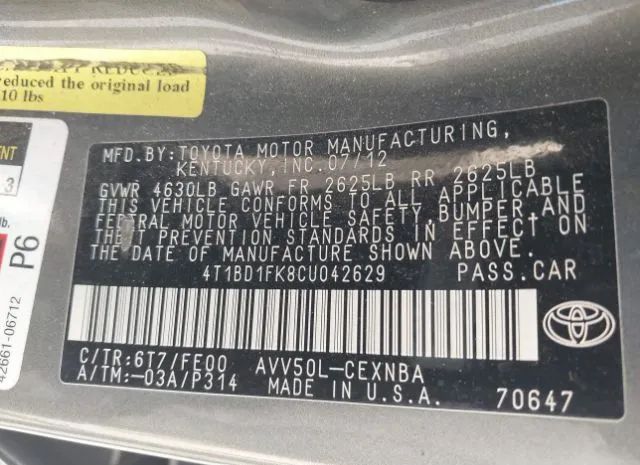 reduced the original load
10 lbs
ENT
3
lb.
P6
42661-06712
MFD.BY:TOYOTA MOTOR MANUFACTURING,
KENTUCKY,INC.07/12
GVWR 4630LB GAWR FR 2625LB RR 2625LB
THIS VEHICLE CONFORMS TO ALL APPLICABLE
FEDERAL MOTOR VEHICLE SAFETY,BUMPER,AND
THEFT PREVENTION STANDARDS IN EFFECT ON
THE DATE OF MANUFACTURE SHOWN ABOVE.
4T1BD1FK8CU042629 PASS.CAR
C/TR:6T7/FE00 AVV50L-CEXNBA
A/TM:-03A/P314 MADE IN U.S.A.
70647